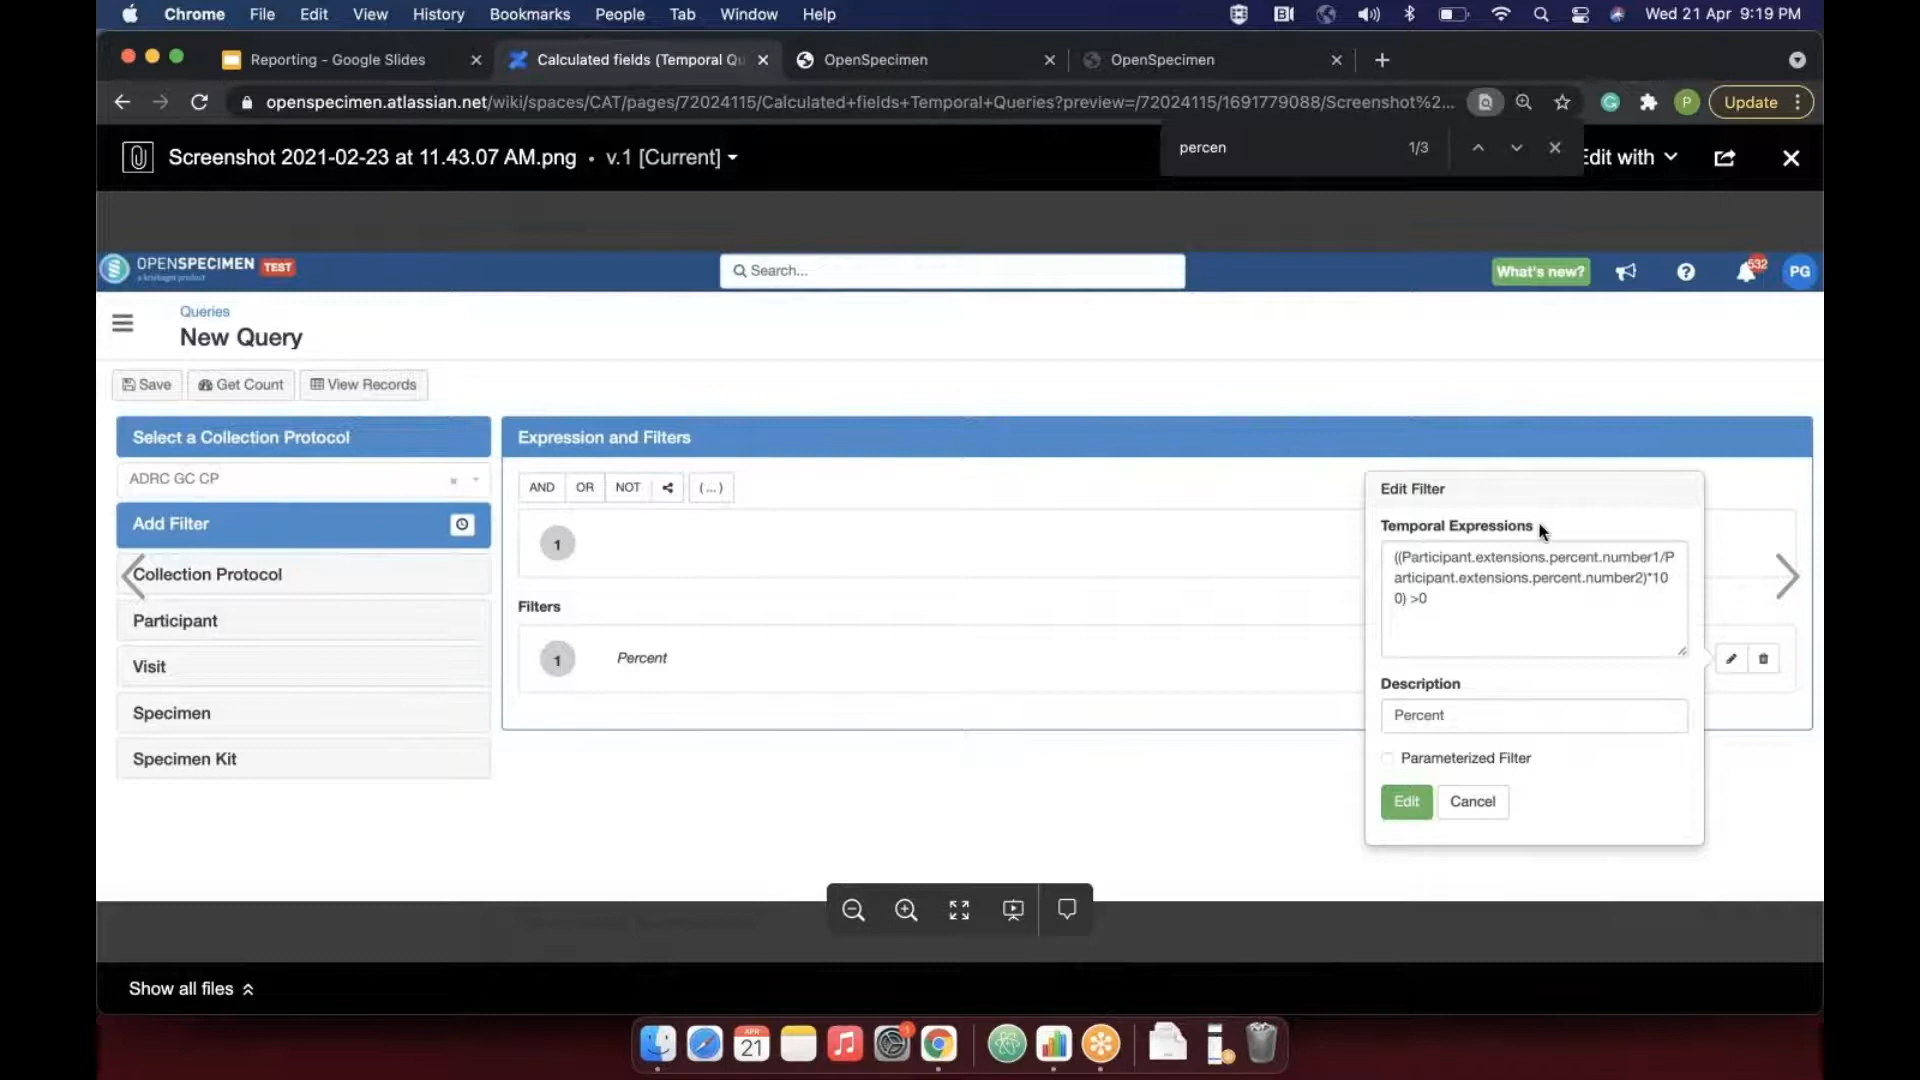 Chrome File Edit View History Bookmarks People Tab Window Help Wed 21 Apr 9:19 PM
Reporting - Google Slides
Calculated fields (Temporal Qu
OpenSpecimen
OpenSpecimen
openspecimen.atlassian.net/wiki/spaces/CAT/pages/72024115/Calculated+fields+Temporal+Queries?preview=/72024115/1691779088/Screenshot%2...
P
Update
percen 1/3
Screenshot 2021-02-23 at 11.43.07 AM.png • v.1 [Current]
Edit with
OPENSPECIMEN TEST
Search...
What's new?
532
PG
Queries
New Query
Save Get Count View Records
Select a Collection Protocol
ADRC GC CP
Add Filter
Collection Protocol
Participant
Visit
Specimen
Specimen Kit
Expression and Filters
AND OR NOT (...)
1
Filters
1 Percent
Edit Filter
Temporal Expressions
((Participant.extensions.percent.number1/P
articipant.extensions.percent.number2)*10
0) >0
Description
Percent
Parameterized Filter
Edit Cancel
Show all files
APR
21
1